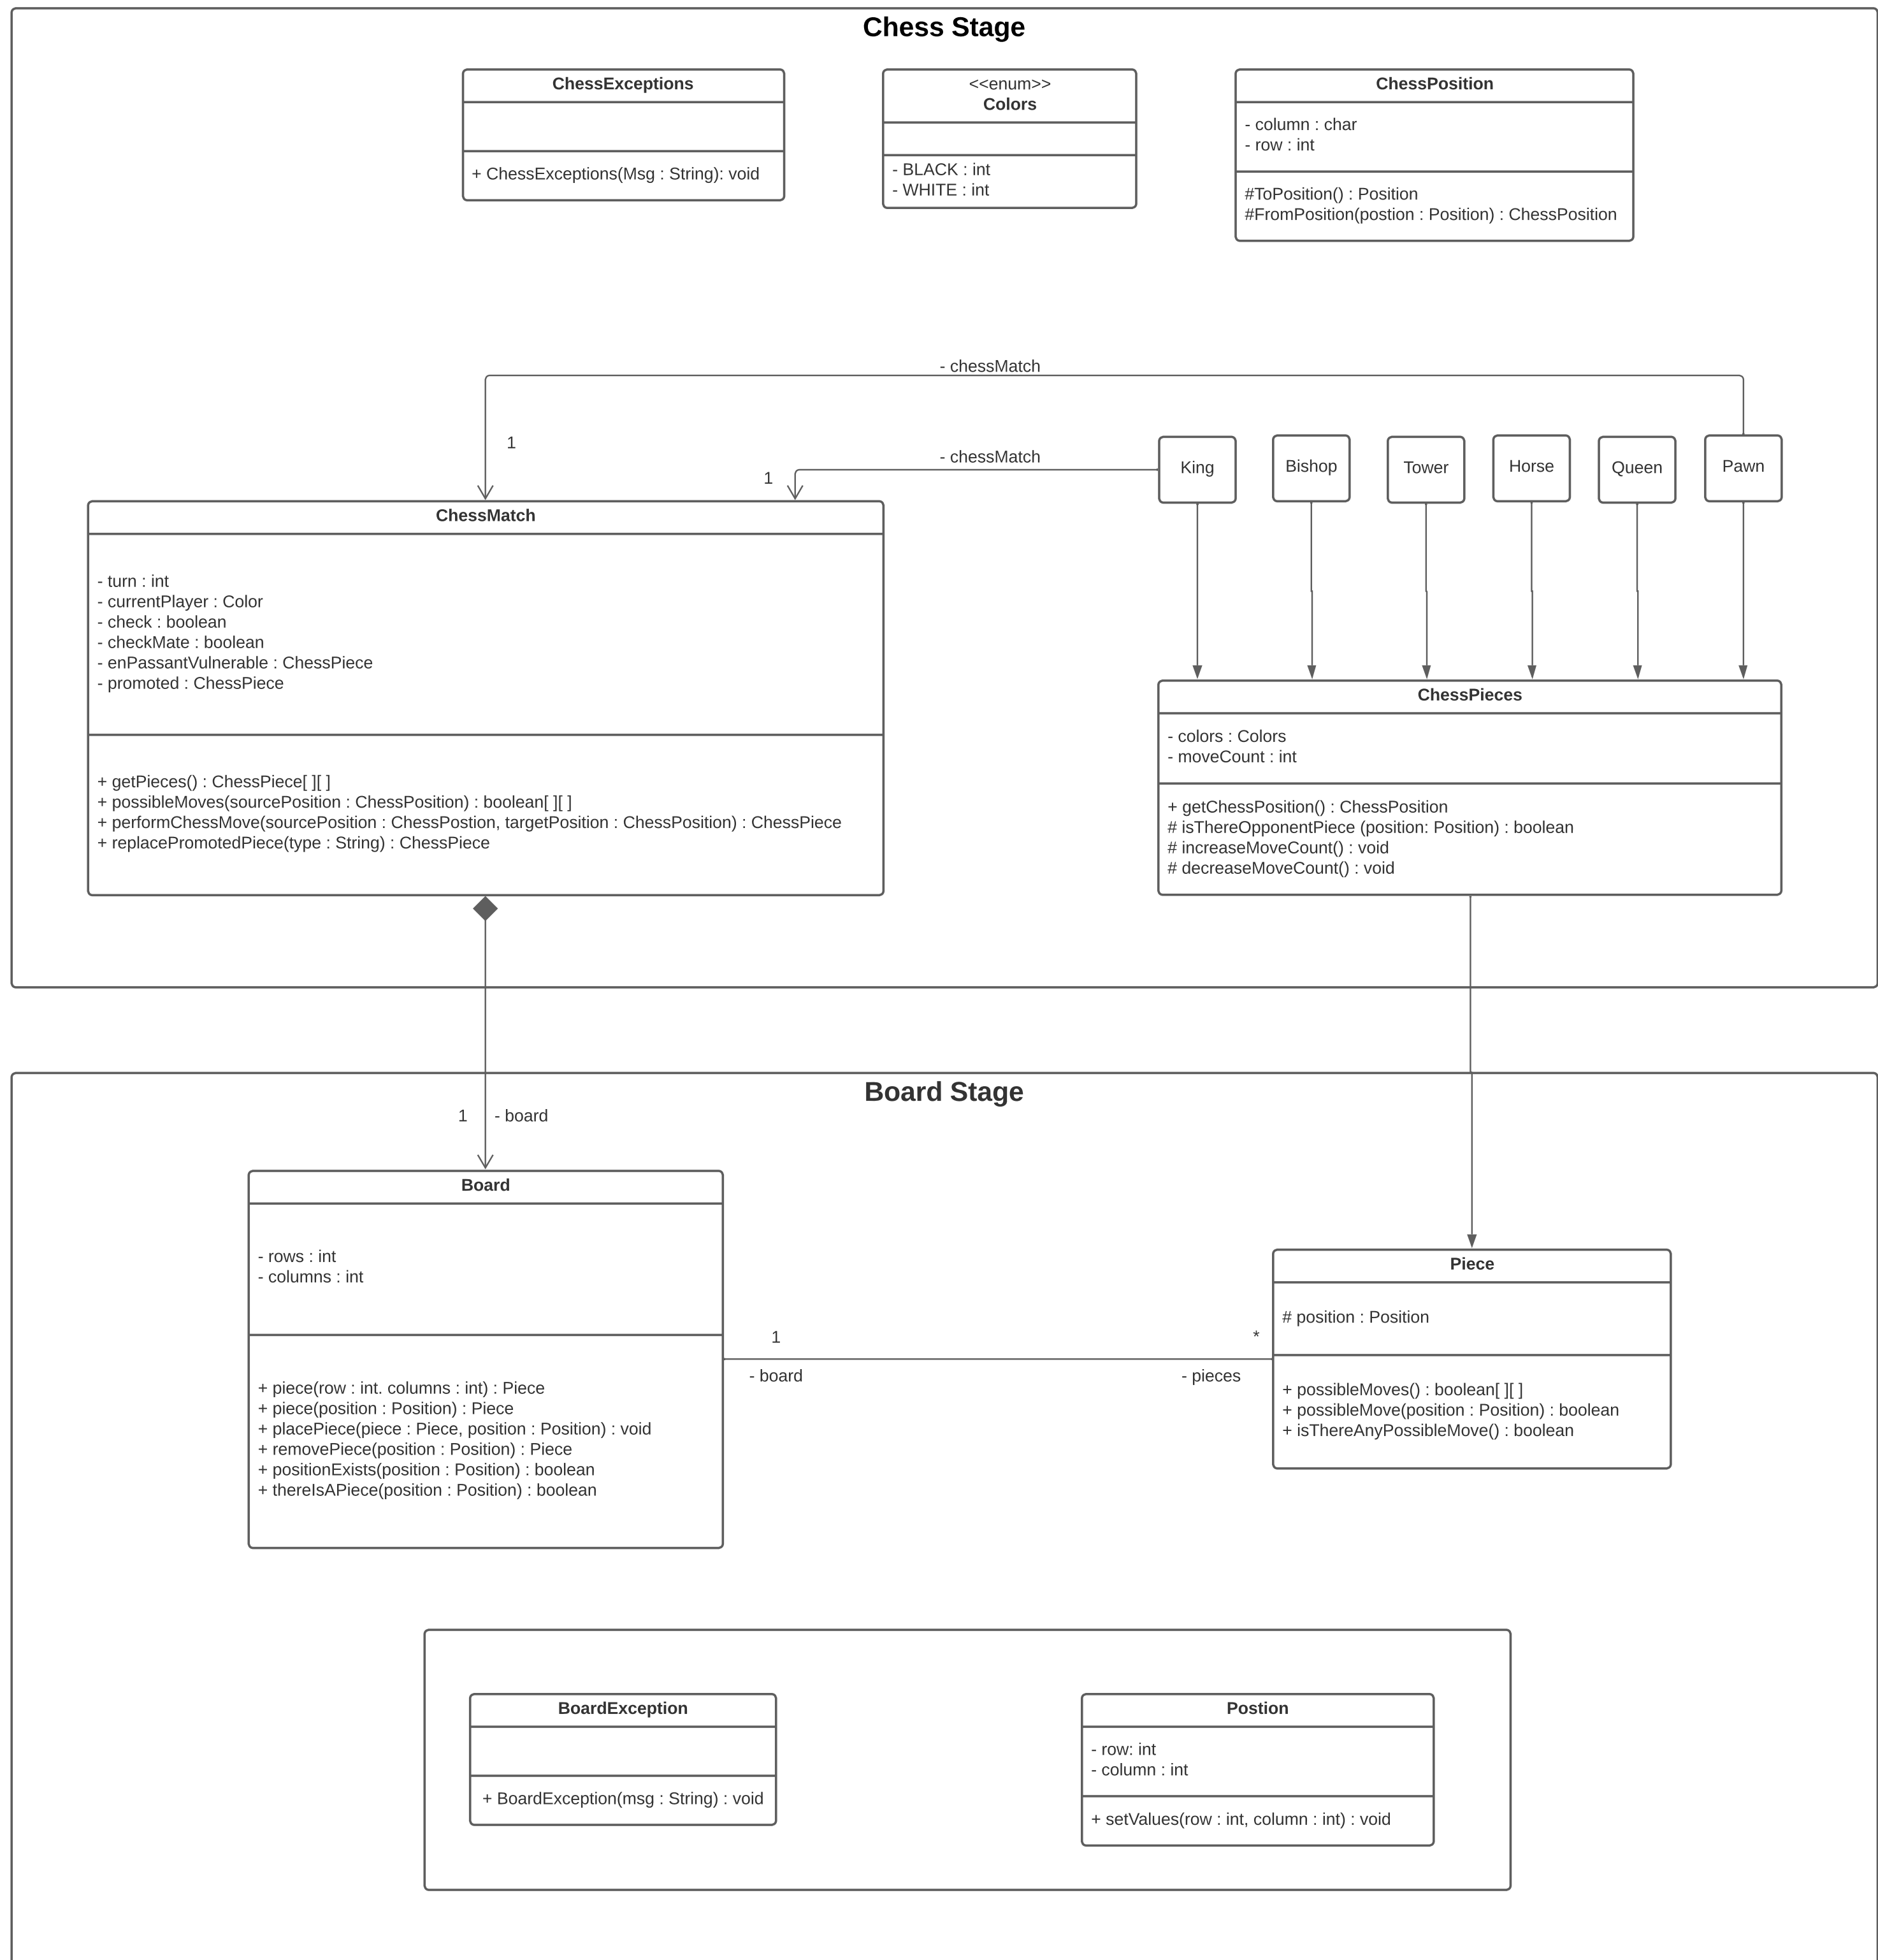 Chess Stage
ChessExceptions
+ ChessExceptions(Msg : String): void
<<enum>>
Colors
- BLACK : int
- WHITE : int
ChessPosition
- column : char
- row : int
#ToPosition() : Position
#FromPosition(postion : Position) : ChessPosition
- chessMatch
1
- chessMatch
1
King
Bishop
Tower
Horse
Queen
Pawn
ChessMatch
- turn : int
- currentPlayer : Color
- check : boolean
- checkMate : boolean
- enPassantVulnerable : ChessPiece
- promoted : ChessPiece
+ getPieces() : ChessPiece[ ][ ]
+ possibleMoves(sourcePosition : ChessPosition) : boolean[ ][ ]
+ performChessMove(sourcePosition : ChessPostion, targetPosition : ChessPosition) : ChessPiece
+ replacePromotedPiece(type : String) : ChessPiece
ChessPieces
- colors : Colors
- moveCount : int
+ getChessPosition() : ChessPosition
# isThereOpponentPiece (position: Position) : boolean
# increaseMoveCount() : void
# decreaseMoveCount() : void
Board Stage
1
- board
Board
- rows : int
- columns : int
+ piece(row : int. columns : int) : Piece
+ piece(position : Position) : Piece
+ placePiece(piece : Piece, position : Position) : void
+ removePiece(position : Position) : Piece
+ positionExists(position : Position) : boolean
+ thereIsAPiece(position : Position) : boolean
1
*
- board
- pieces
Piece
# position : Position
+ possibleMoves() : boolean[ ][ ]
+ possibleMove(position : Position) : boolean
+ isThereAnyPossibleMove() : boolean
BoardException
+ BoardException(msg : String) : void
Postion
- row: int
- column : int
+ setValues(row : int, column : int) : void